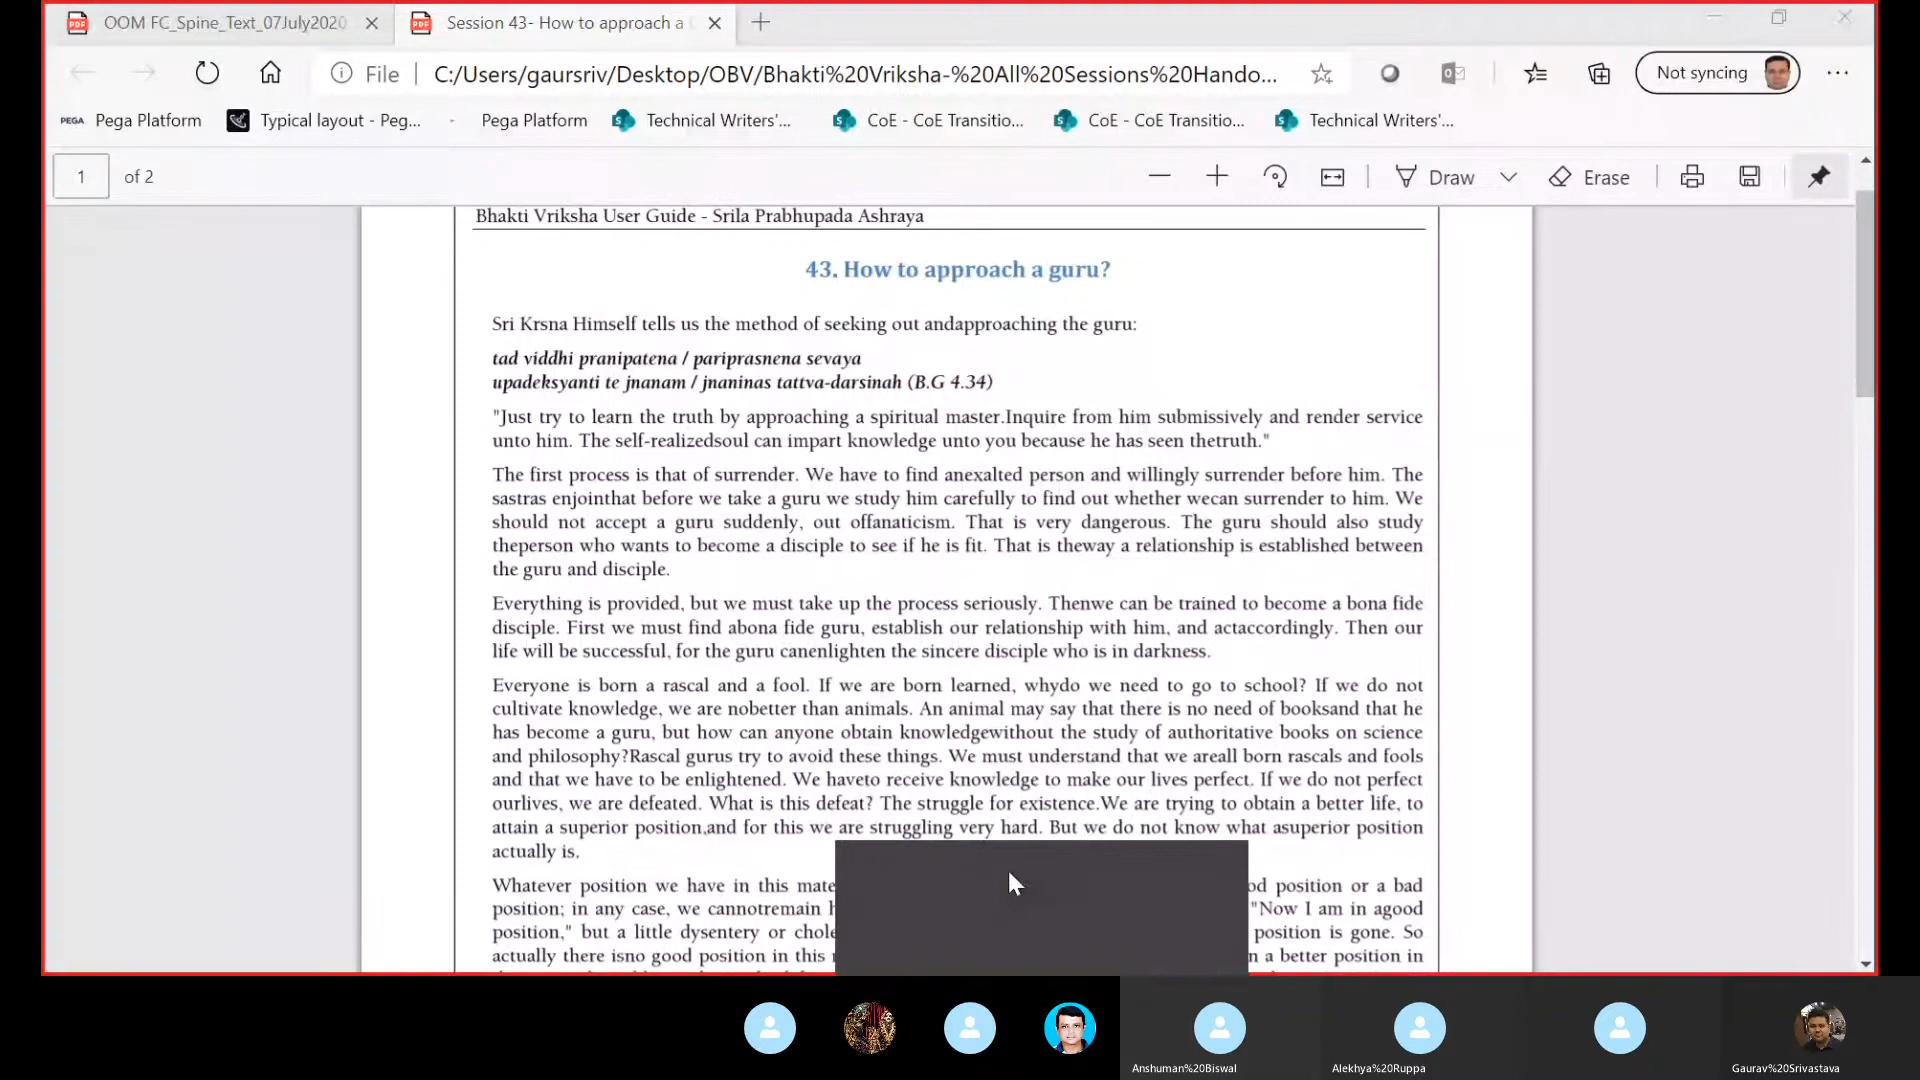 OOM FC_Spine_Text_07July2020
Session 43- How to approach a
File
C:/Users/gaursriv/Desktop/OBV/Bhakti%20Vriksha-%20All%20Sessions%20Hando...
Not syncing
PEGA Pega Platform
Typical layout - Peg...
Pega Platform
Technical Writers'...
CoE - CoE Transitio...
CoE - CoE Transitio...
Technical Writers'...
1 of 2
Draw
Erase
Bhakti Vriksha User Guide - Srila Prabhupada Ashraya
43. How to approach a guru?
Sri Krsna Himself tells us the method of seeking out andapproaching the guru:
tad viddhi pranipatena / pariprasnena sevaya
upadeksyanti te jnanam / jnaninas tattva-darsinah (B.G 4.34)
"Just try to learn the truth by approaching a spiritual master.Inquire from him submissively and render service
unto him. The self-realizedsoul can impart knowledge unto you because he has seen thetruth."
The first process is that of surrender. We have to find anexalted person and willingly surrender before him. The
sastras enjointhat before we take a guru we study him carefully to find out whether wecan surrender to him. We
should not accept a guru suddenly, out offanaticism. That is very dangerous. The guru should also study
theperson who wants to become a disciple to see if he is fit. That is theway a relationship is established between
the guru and disciple.
Everything is provided, but we must take up the process seriously. Thenwe can be trained to become a bona fide
disciple. First we must find abona fide guru, establish our relationship with him, and actaccordingly. Then our
life will be successful, for the guru canenlighten the sincere disciple who is in darkness.
Everyone is born a rascal and a fool. If we are born learned, whydo we need to go to school? If we do not
cultivate knowledge, we are nobetter than animals. An animal may say that there is no need of booksand that he
has become a guru, but how can anyone obtain knowledgewithout the study of authoritative books on science
and philosophy?Rascal gurus try to avoid these things. We must understand that we areall born rascals and fools
and that we have to be enlightened. We haveto receive knowledge to make our lives perfect. If we do not perfect
ourlives, we are defeated. What is this defeat? The struggle for existence.We are trying to obtain a better life, to
attain a superior position,and for this we are struggling very hard. But we do not know what asuperior position
actually is.
Whatever position we have in this mate od position or a bad
position; in any case, we cannotremain h "Now I am in agood
position," but a little dysentery or chole position is gone. So
actually there isno good position in this n a better position in
Anshuman%20Biswal
Alekhya%20Ruppa
Gaurav%20Srivastava